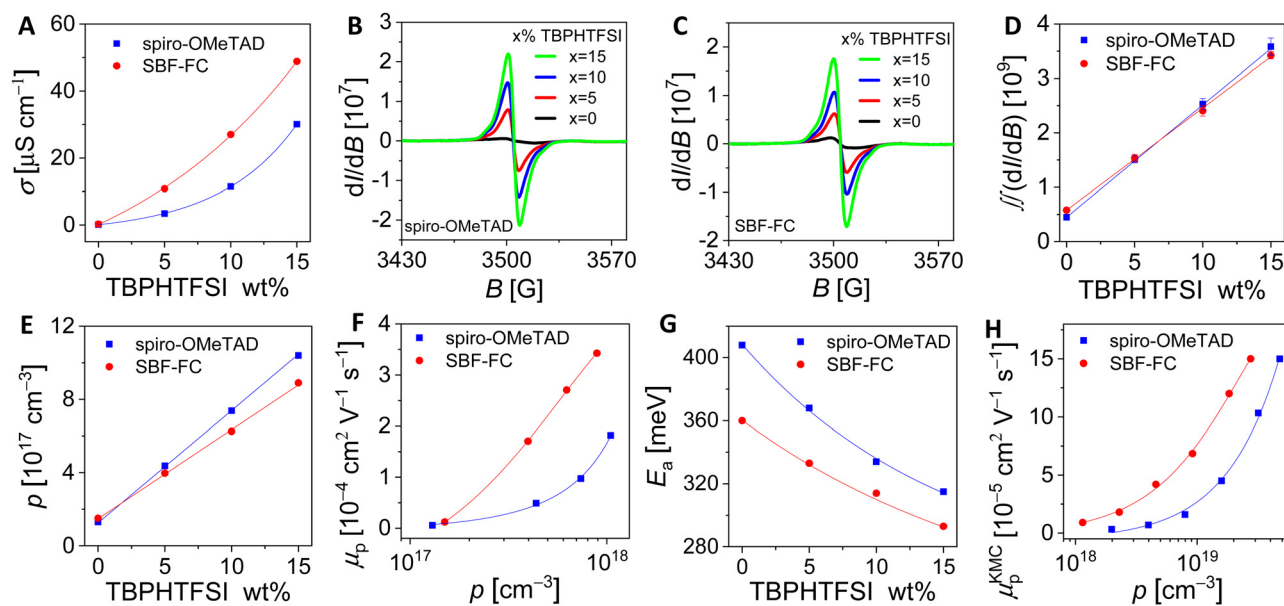 A
σ [μS cm⁻¹]
60
40
20
0
spiro-OMeTAD
SBF-FC
0 5 10 15
TBPHTFSI wt%
B
dI/dB [10⁷]
3
2
1
0
-1
-2
x% TBPHTFSI
x=15
x=10
x=5
x=0
spiro-OMeTAD
3430 3500 3570
B [G]
C
dI/dB [10⁷]
2
1
0
-1
-2
x% TBPHTFSI
x=15
x=10
x=5
x=0
SBF-FC
3430 3500 3570
B [G]
D
∬(dI/dB) [10⁹]
4
3
2
1
0
spiro-OMeTAD
SBF-FC
0 5 10 15
TBPHTFSI wt%
E
p [10¹⁷ cm⁻³]
12
8
4
0
spiro-OMeTAD
SBF-FC
0 5 10 15
TBPHTFSI wt%
F
μp [10⁻⁴ cm² V⁻¹ s⁻¹]
4
3
2
1
0
spiro-OMeTAD
SBF-FC
10¹⁷ 10¹⁸
p [cm⁻³]
G
Ea [meV]
400
360
320
280
spiro-OMeTAD
SBF-FC
0 5 10 15
TBPHTFSI wt%
H
μp^KMC [10⁻⁵ cm² V⁻¹ s⁻¹]
15
10
5
0
spiro-OMeTAD
SBF-FC
10¹⁸ 10¹⁹
p [cm⁻³]